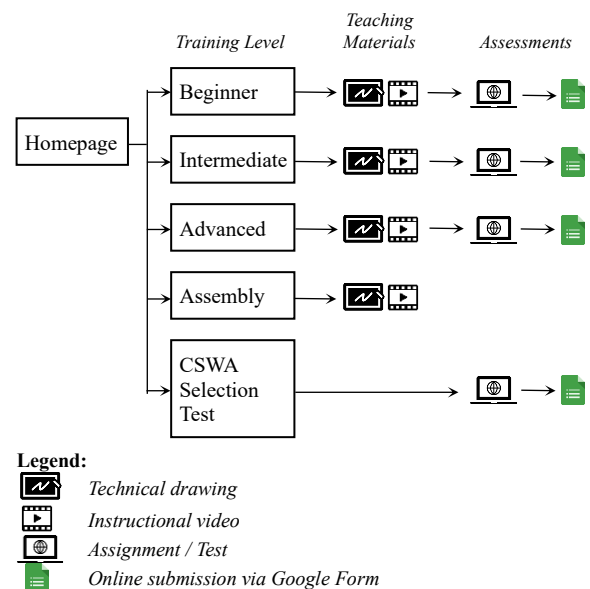 Training Level
Teaching
Materials
Assessments
Homepage
Beginner
Intermediate
Advanced
Assembly
CSWA
Selection
Test
Legend:
Technical drawing
Instructional video
Assignment / Test
Online submission via Google Form